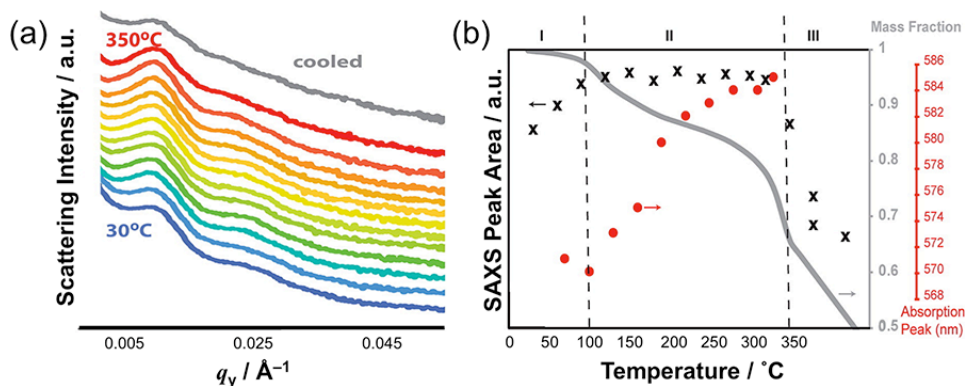 (a)
350°C
cooled
30°C
Scattering Intensity / a.u.
0.005
0.025
0.045
qy / Å⁻¹
(b)
I
II
III
Mass Fraction
SAXS Peak Area / a.u.
1
0.9
0.8
0.7
0.6
0.5
586
584
580
578
576
574
572
570
568
Absorption
Peak (nm)
0
50
100
150
200
250
300
350
Temperature / °C